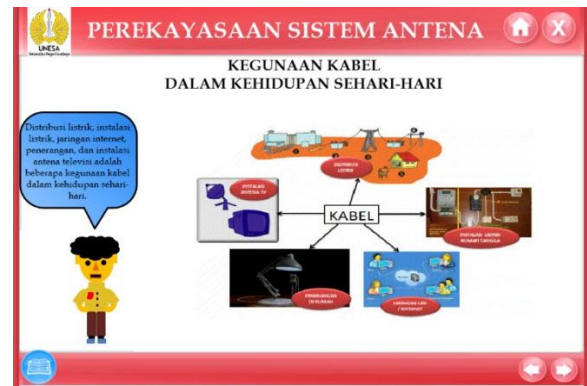 PEREKAYASAAN SISTEM ANTENA
UNESA
KEGUNAAN KABEL
DALAM KEHIDUPAN SEHARI-HARI
Distribusi listrik, instalasi
listrik, jaringan internet,
penerangan, dan instalasi
antena televisi adalah
beberapa kegunaan kabel
dalam kehidupan sehari-
hari.
DISTRIBUSI
LISTRIK
INSTALASI
ANTENA TV
KABEL
INSTALASI LISTRIK
RUMAH TANGGA
PENERANGAN
DI RUMAH
JARINGAN LAN
/ INTERNET